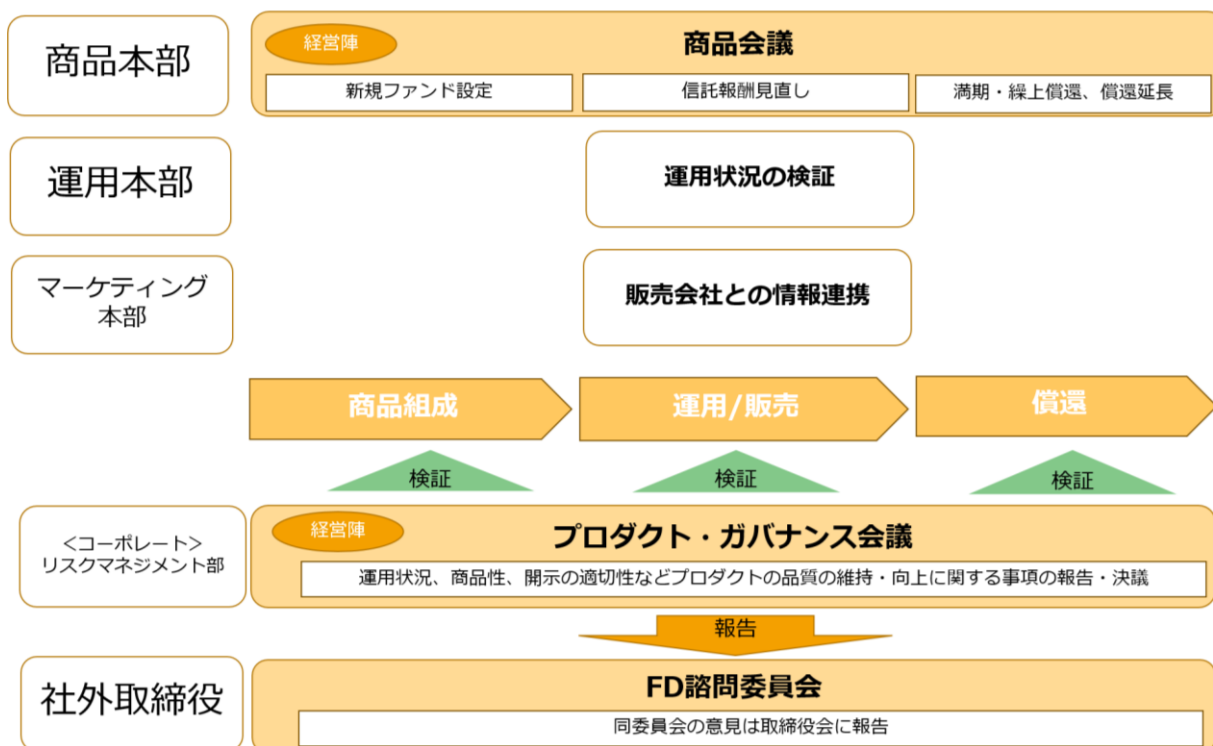 商品本部
経営陣
商品会議
新規ファンド設定
信託報酬見直し
満期・繰上償還、償還延長
運用本部
運用状況の検証
マーケティング
本部
販売会社との情報連携
商品組成
運用/販売
償還
検証
検証
検証
<コーポレート>
リスクマネジメント部
経営陣
プロダクト・ガバナンス会議
運用状況、商品性、開示の適切性などプロダクトの品質の維持・向上に関する事項の報告・決議
報告
社外取締役
FD諮問委員会
同委員会の意見は取締役会に報告